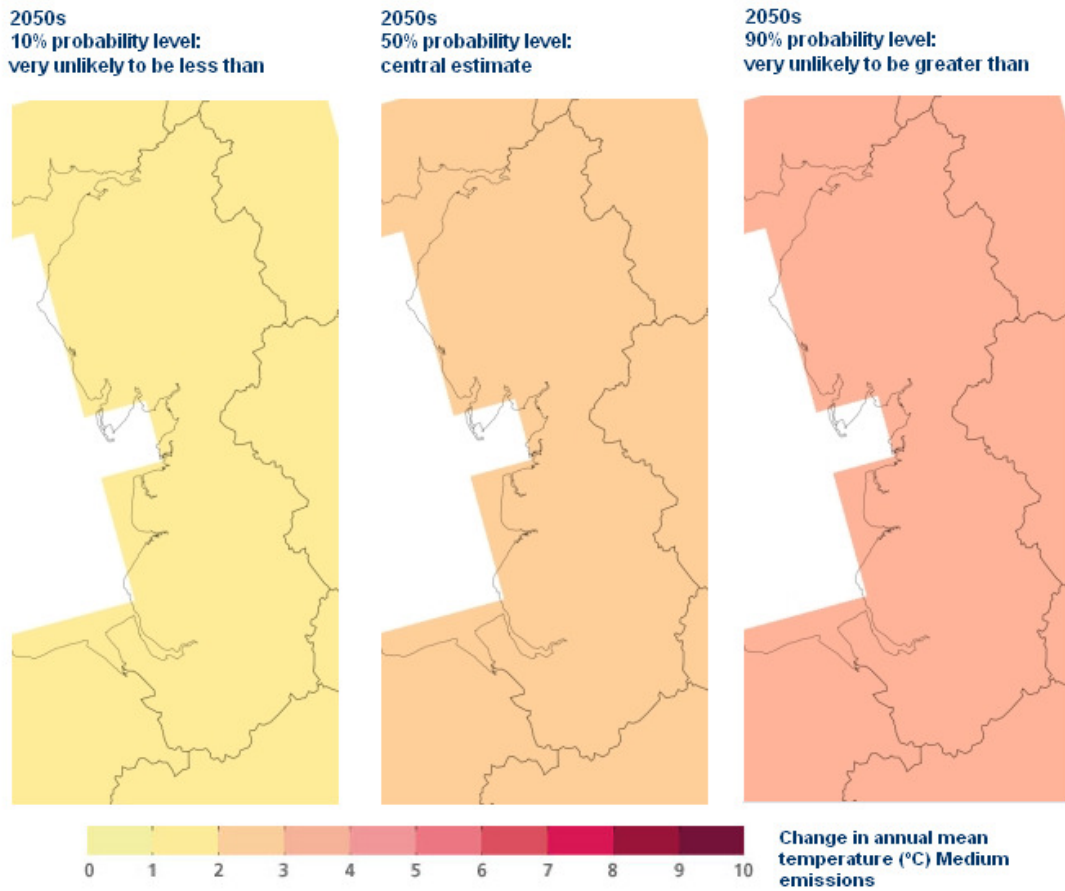 2050s
10% probability level:
very unlikely to be less than
2050s
50% probability level:
central estimate
2050s
90% probability level:
very unlikely to be greater than
0 1 2 3 4 5 6 7 8 9 10
Change in annual mean
temperature (°C) Medium
emissions